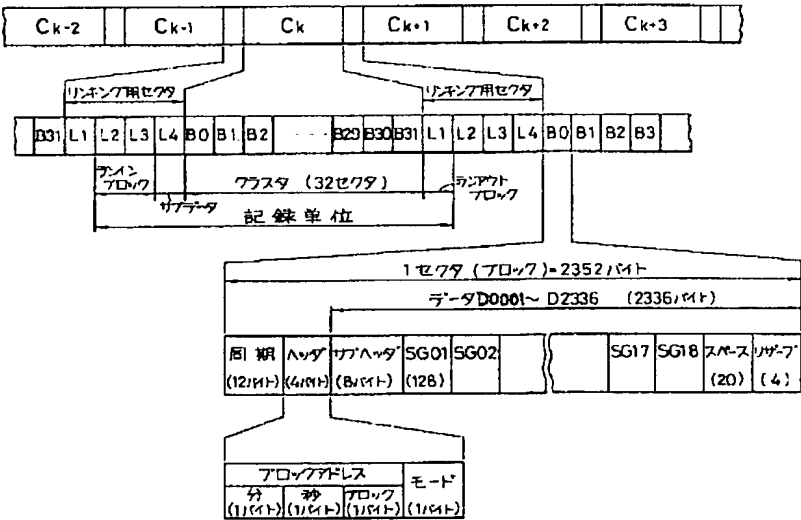 Ck-2 Ck-1 Ck Ck+1 Ck+2 Ck+3
リンキング用セクタ リンキング用セクタ
B31 L1 L2 L3 L4 B0 B1 B2 B29 B30 B31 L1 L2 L3 L4 B0 B1 B2 B3
ランイン
ブロック
クラスタ (32セクタ)
ランアウト
ブロック
サブデータ
記録単位
1セクタ(ブロック)=2352バイト
データD0001~D2336 (2336バイト)
同期 ヘッダ サブヘッダ SG01 SG02 SG17 SG18 スペース リザーブ
(12バイト) (4バイト) (8バイト) (128) (20) (4)
ブロックアドレス
モード
分 秒 ブロック
(1バイト) (1バイト) (1バイト) (1バイト)